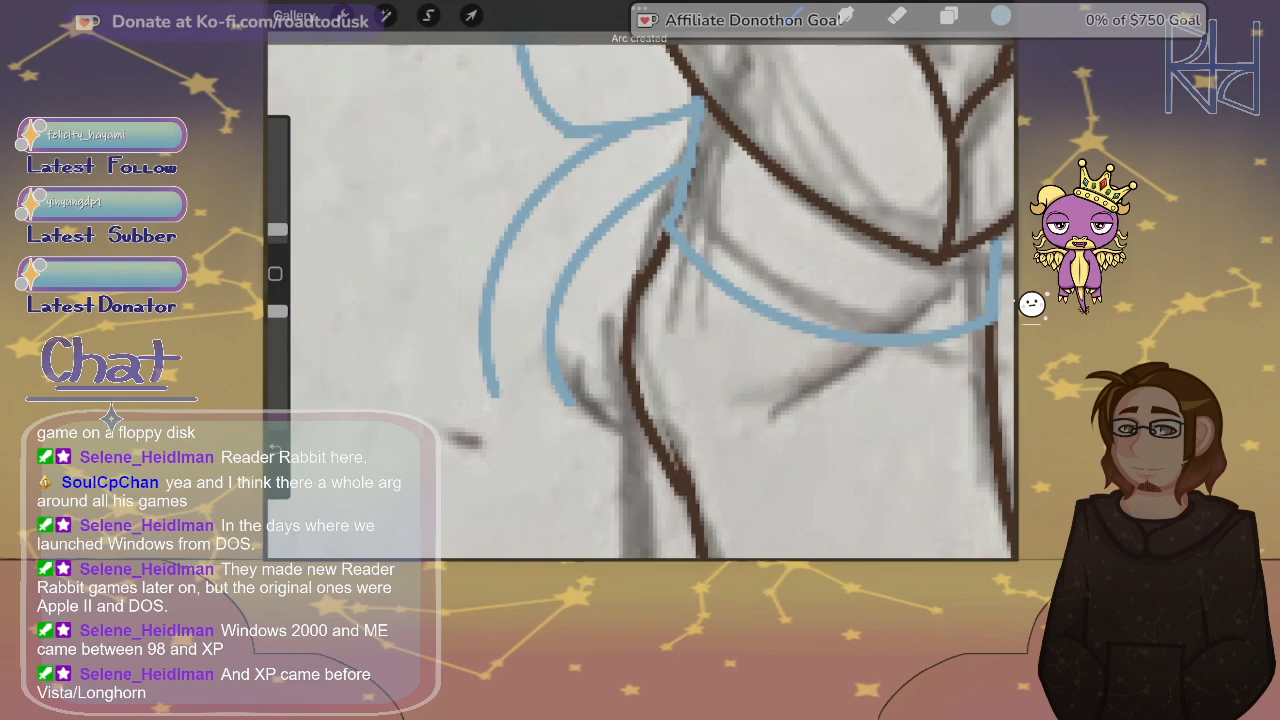 Donate at Ko-fi.com/roadtodusk
Gallery
Affiliate Donothon Goal
0% of $750 Goal
Arc created
felicity_hayami
Latest Follow
yinyangdp1
Latest Subber
Latest Donator
Chat
game on a floppy disk
Selene_Heidlman Reader Rabbit here.
SoulCpChan yea and I think there a whole arg
around all his games
Selene_Heidlman In the days where we
launched Windows from DOS.
Selene_Heidlman They made new Reader
Rabbit games later on, but the original ones were
Apple II and DOS.
Selene_Heidlman Windows 2000 and ME
came between 98 and XP
Selene_Heidlman And XP came before
Vista/Longhorn